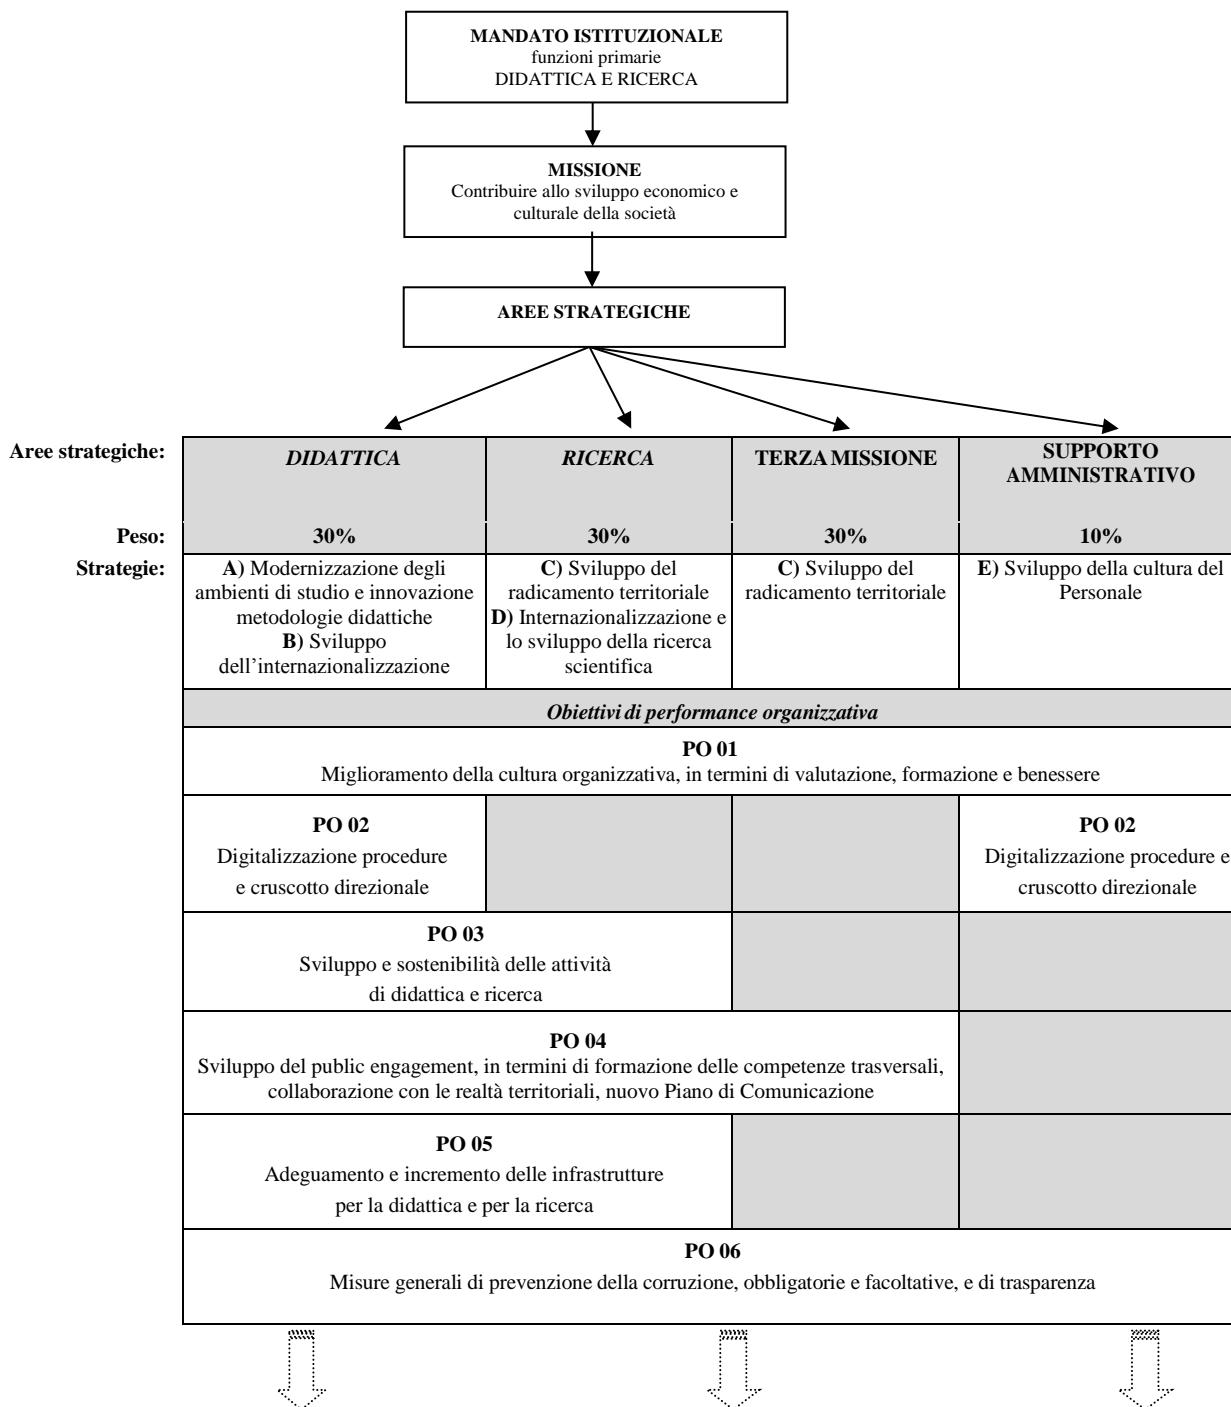 MANDATO ISTITUZIONALE
funzioni primarie
DIDATTICA E RICERCA
MISSIONE
Contribuire allo sviluppo economico e
culturale della società
AREE STRATEGICHE
Aree strategiche:
DIDATTICA
RICERCA
TERZA MISSIONE
SUPPORTO
AMMINISTRATIVO
Peso:
30%
30%
30%
10%
Strategie:
A) Modernizzazione degli
ambienti di studio e innovazione
metodologie didattiche
B) Sviluppo
dell’internalizzazione
C) Sviluppo del
radicamento territoriale
D) Internazionalizzazione e
lo sviluppo della ricerca
scientifica
C) Sviluppo del
radicamento territoriale
E) Sviluppo della cultura del
Personale
Obiettivi di performance organizzativa
PO 01
Miglioramento della cultura organizzativa, in termini di valutazione, formazione e benessere
PO 02
Digitalizzazione procedure
e cruscotto direzionale
PO 02
Digitalizzazione procedure e
cruscotto direzionale
PO 03
Sviluppo e sostenibilità delle attività
di didattica e ricerca
PO 04
Sviluppo del public engagement, in termini di formazione delle competenze trasversali,
collaborazione con le realtà territoriali, nuovo Piano di Comunicazione
PO 05
Adeguamento e incremento delle infrastrutture
per la didattica e per la ricerca
PO 06
Misure generali di prevenzione della corruzione, obbligatorie e facoltative, e di trasparenza